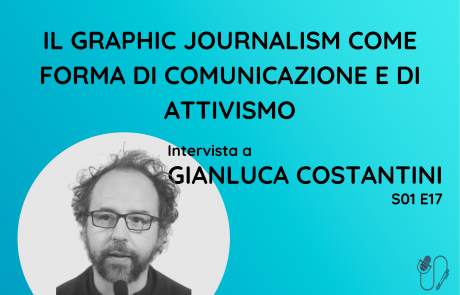 IL GRAPHIC JOURNALISM COME
FORMA DI COMUNICAZIONE E DI
ATTIVISMO
Intervista a
GIANLUCA COSTANTINI
S01 E17